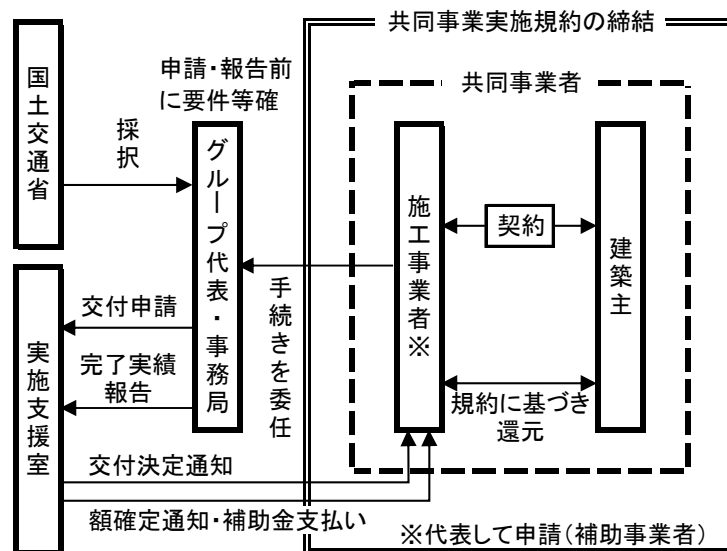 共同事業実施規約の締結
国土交通省
申請・報告前
に要件等確
共同事業者
採択
グループ代表・事務局
施工事業者※
契約
建築主
手続きを委任
交付申請
実施支援室
完了実績
報告
規約に基づき
還元
交付決定通知
額確定通知・補助金支払い
※代表して申請(補助事業者)